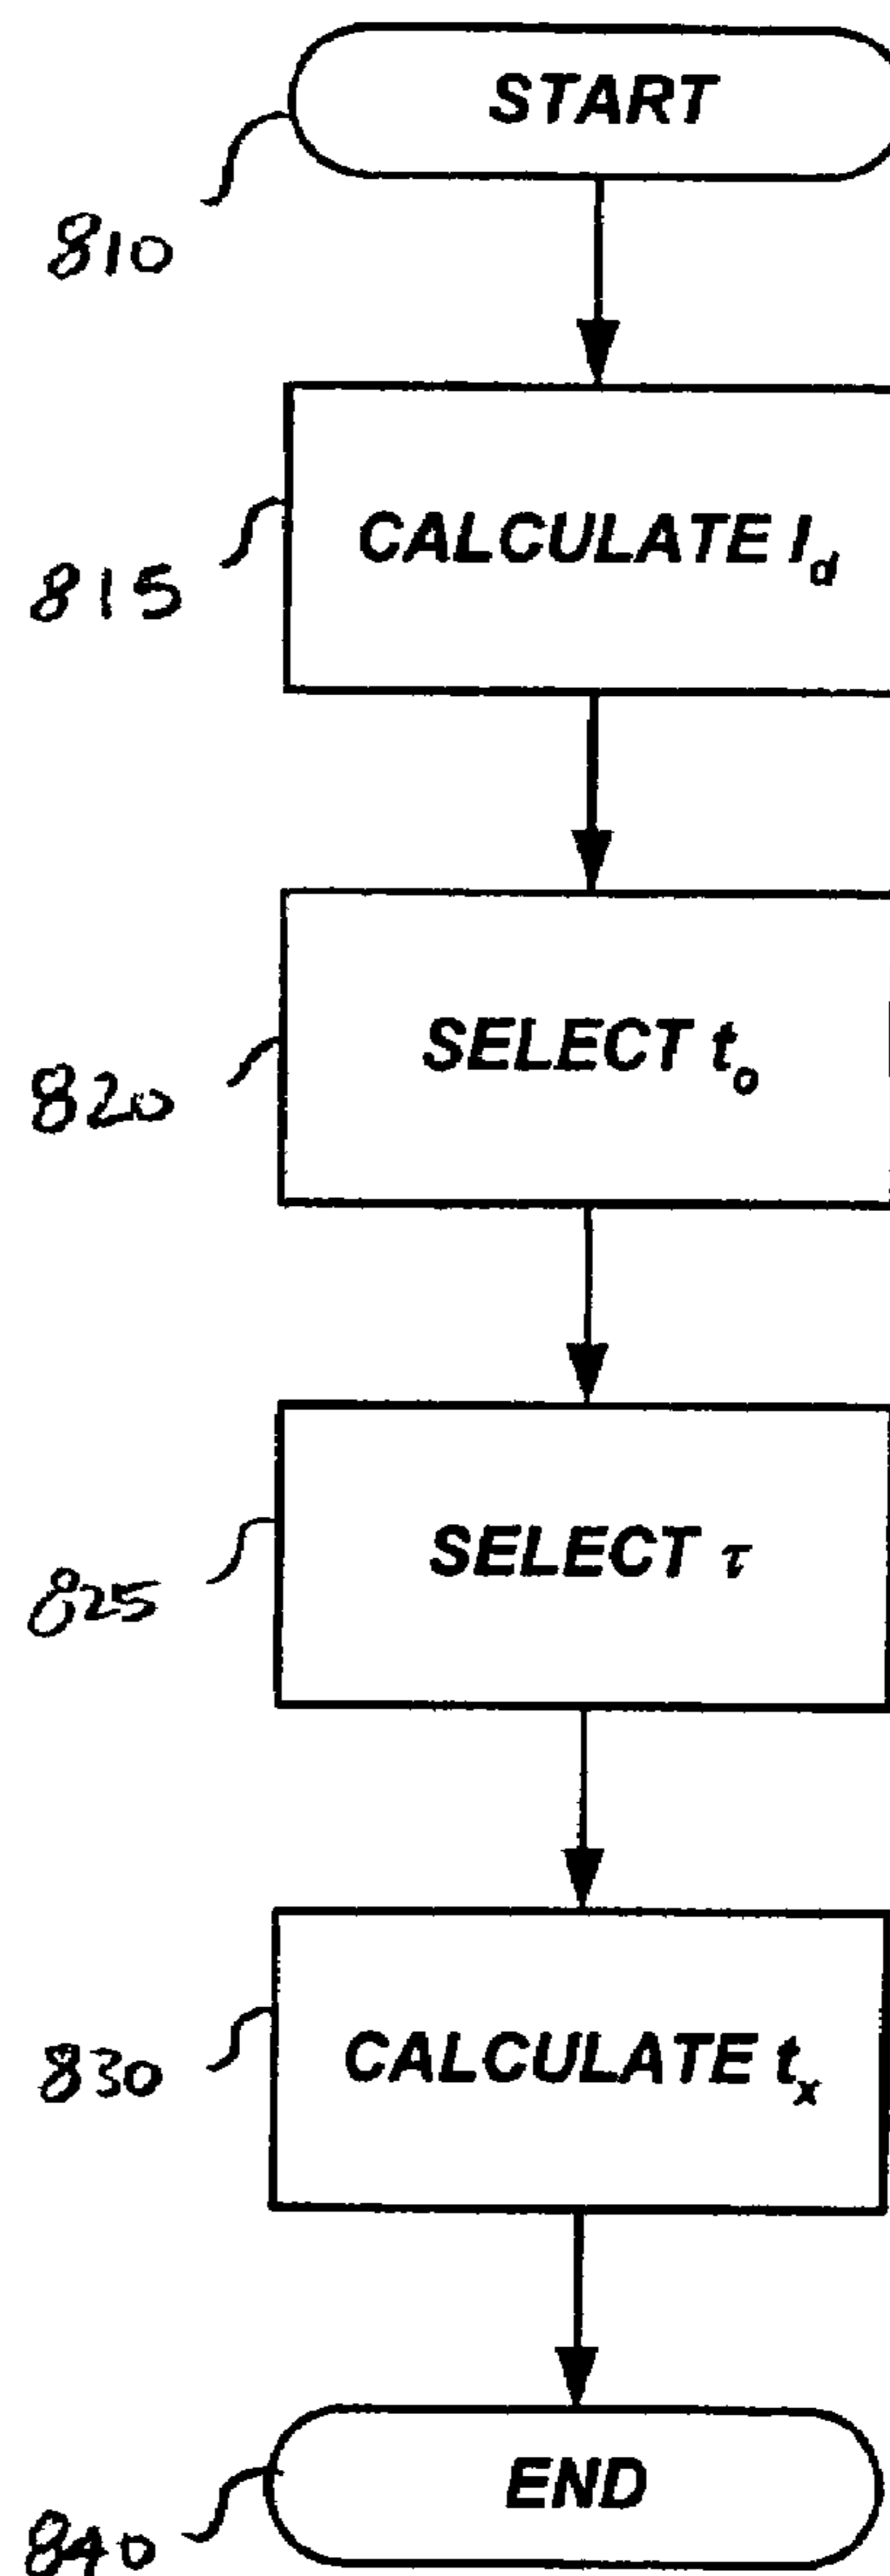 START
810
CALCULATE I_d
815
SELECT t_o
820
SELECT τ
825
CALCULATE t_x
830
END
840